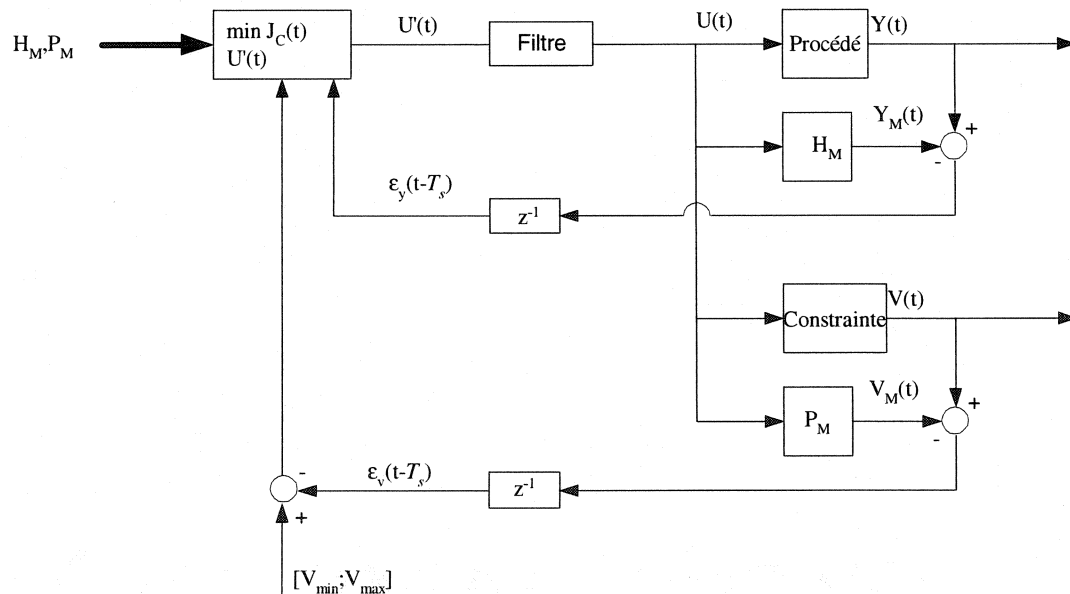 H_M,P_M
min J_C(t)
U'(t)
U'(t)
Filtre
U(t)
Procédé
Y(t)
H_M
Y_M(t)
+
-
ε_y(t-T_s)
z^-1
Constrainte
V(t)
P_M
V_M(t)
+
-
ε_v(t-T_s)
z^-1
-
+
[V_min;V_max]